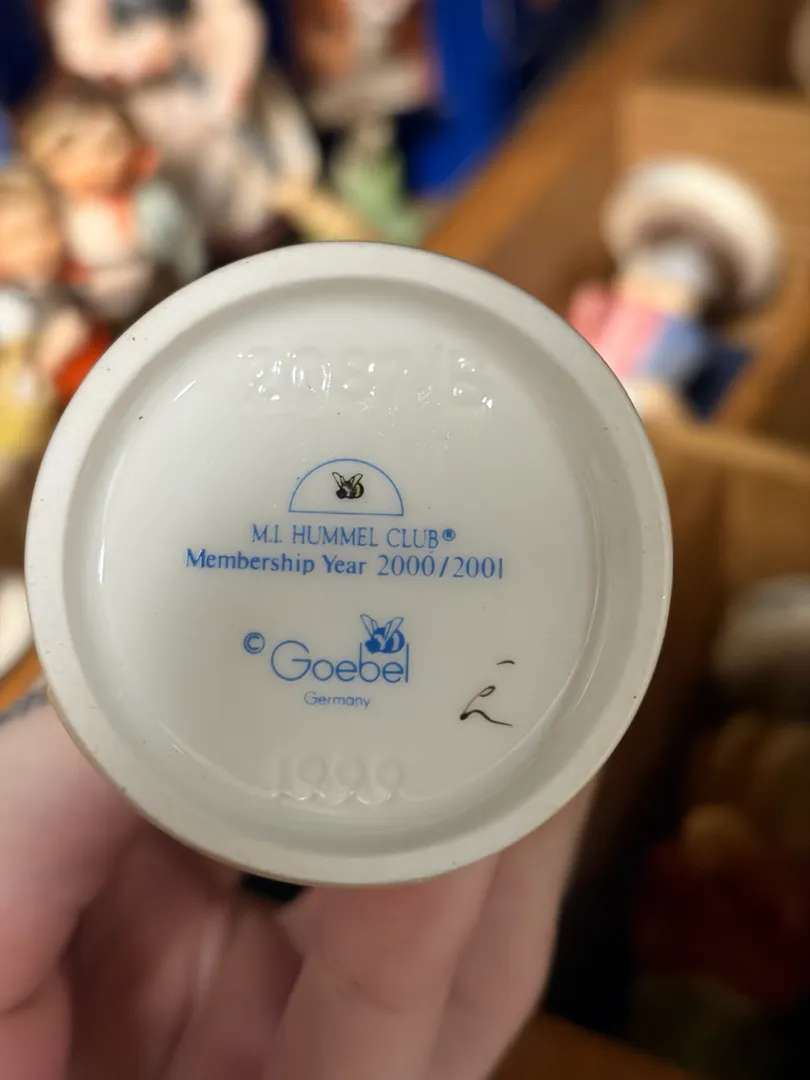 M.I. HUMMEL CLUB®
Membership Year 2000/2001
© Goebel
Germany
1999